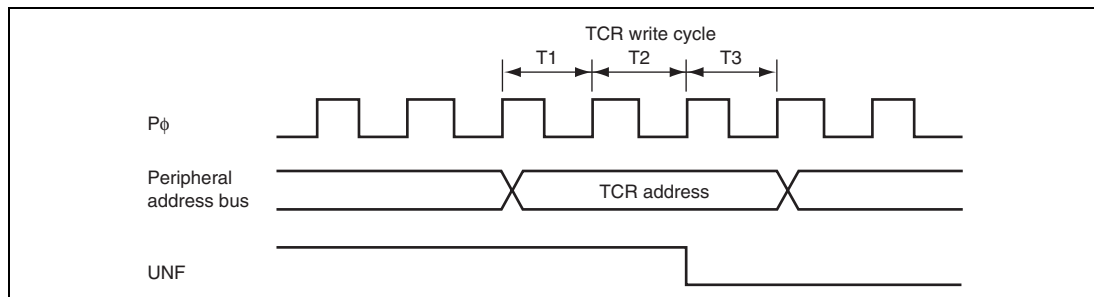 TCR write cycle
T1 T2 T3
Pϕ
Peripheral
address bus
TCR address
UNF